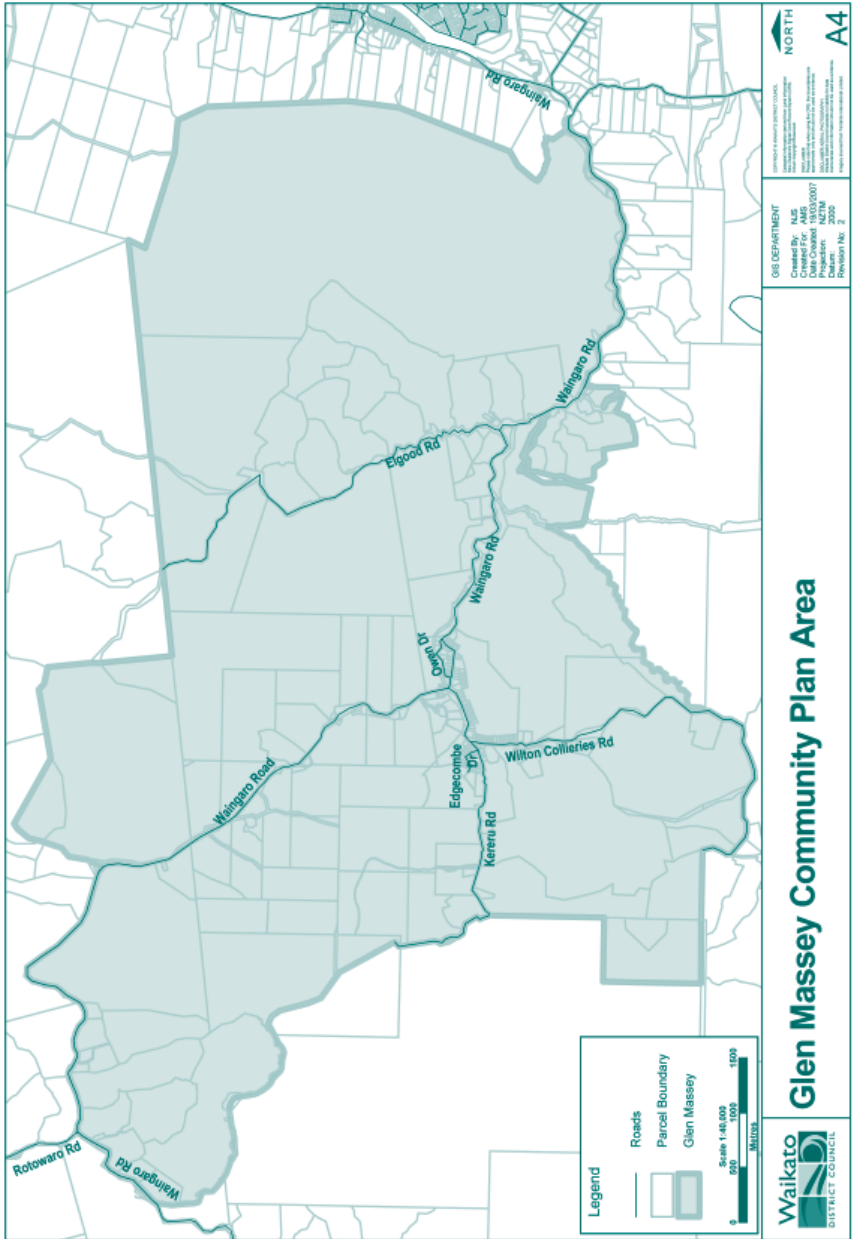 Rotowaro Rd
Waingaro Rd
Waingaro Road
Elgood Rd
Waingaro Rd
Waingaro Rd
Waingaro Rd
Owen Dr
Edgecombe
Dr
Kereru Rd
Wilton Collieries Rd
Legend
Roads
Parcel Boundary
Glen Massey
Scale 1:40,000
0 500 1000 1500
Metres
Waikato
DISTRICT COUNCIL
Glen Massey Community Plan Area
GIS DEPARTMENT
Created By: NJS
Created For: AMS
Date Created: 19/03/2007
Projection: NZTM
Datum: 2000
Revision No: 2
NORTH
A4